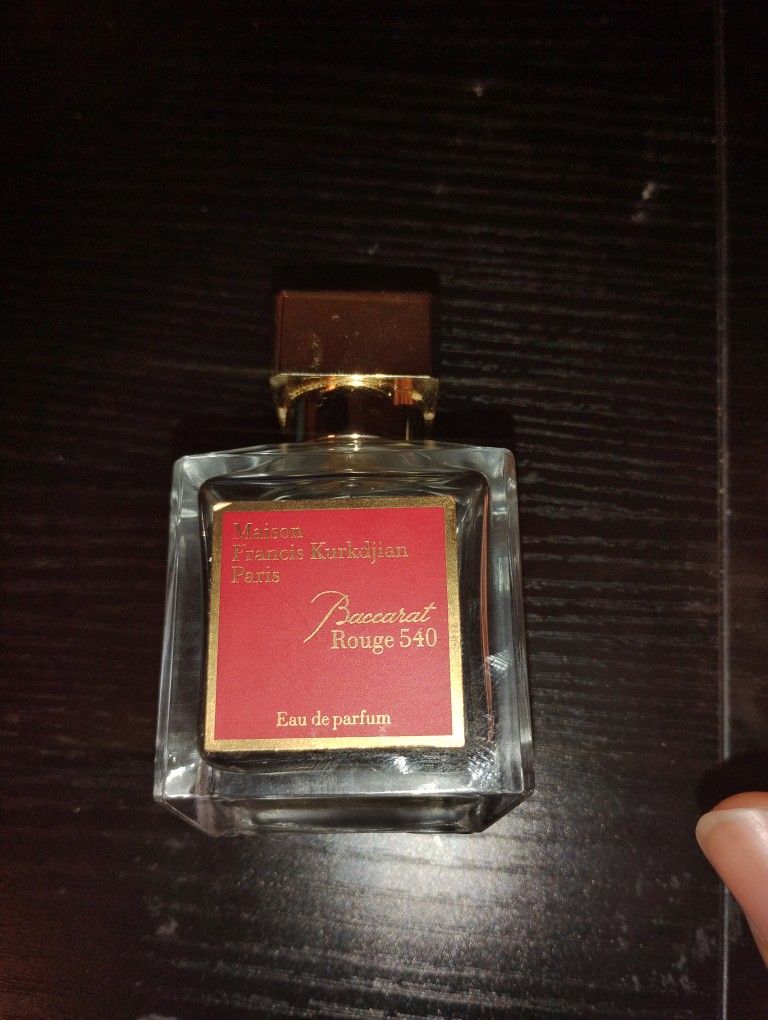 Maison
Francis Kurkdjian
Paris
Baccarat
Rouge 540
Eau de parfum